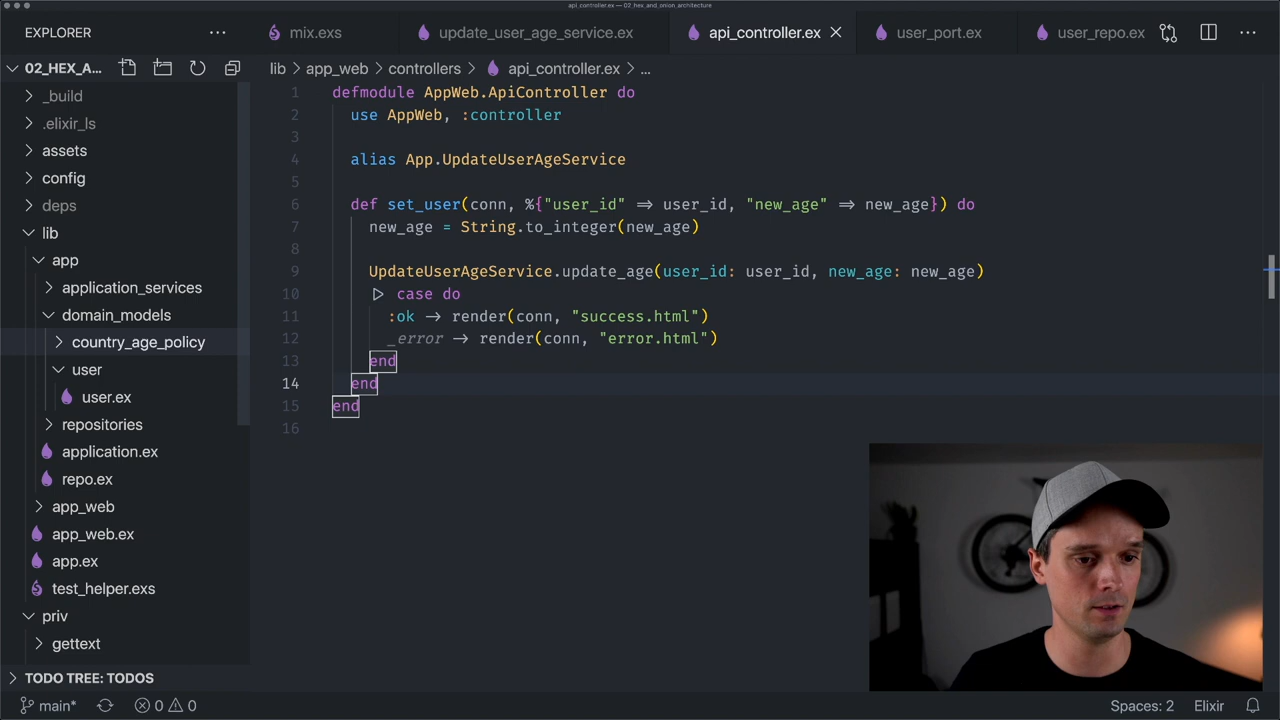 api_controller.ex — 02_hex_and_onion_architecture
EXPLORER
mix.exs
update_user_age_service.ex
api_controller.ex
user_port.ex
user_repo.ex
02_HEX_A...
lib > app_web > controllers > api_controller.ex > ...
_build
.elixir_ls
assets
config
deps
lib
app
application_services
domain_models
country_age_policy
user
user.ex
repositories
application.ex
repo.ex
app_web
app_web.ex
app.ex
test_helper.exs
priv
gettext
TODO TREE: TODOS
1 defmodule AppWeb.ApiController do
2 use AppWeb, :controller
3
4 alias App.UpdateUserAgeService
5
6 def set_user(conn, %{"user_id" => user_id, "new_age" => new_age}) do
7 new_age = String.to_integer(new_age)
8
9 UpdateUserAgeService.update_age(user_id: user_id, new_age: new_age)
10 |> case do
11 :ok -> render(conn, "success.html")
12 _error -> render(conn, "error.html")
13 end
14 end
15 end
16
main* 0 0 Spaces: 2 Elixir